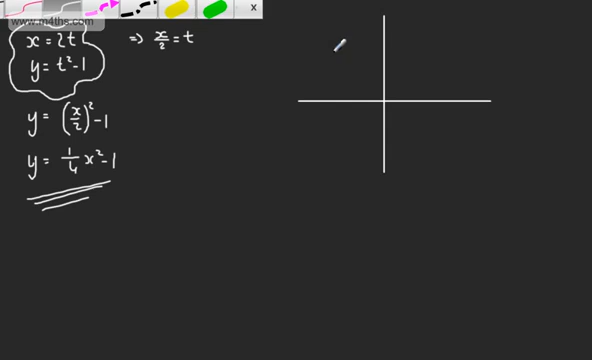 www.m4ths.com
x = 2t ⇒ x/2 = t
y = t² - 1
y = (x/2)² - 1
y = 1/4 x² - 1
x